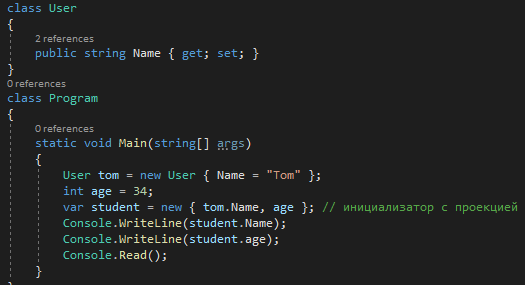 class User
{
2 references
public string Name { get; set; }
}
0 references
class Program
{
0 references
static void Main(string[] args)
{
User tom = new User { Name = "Tom" };
int age = 34;
var student = new { tom.Name, age }; // инициализатор с проекцией
Console.WriteLine(student.Name);
Console.WriteLine(student.age);
Console.Read();
}
}